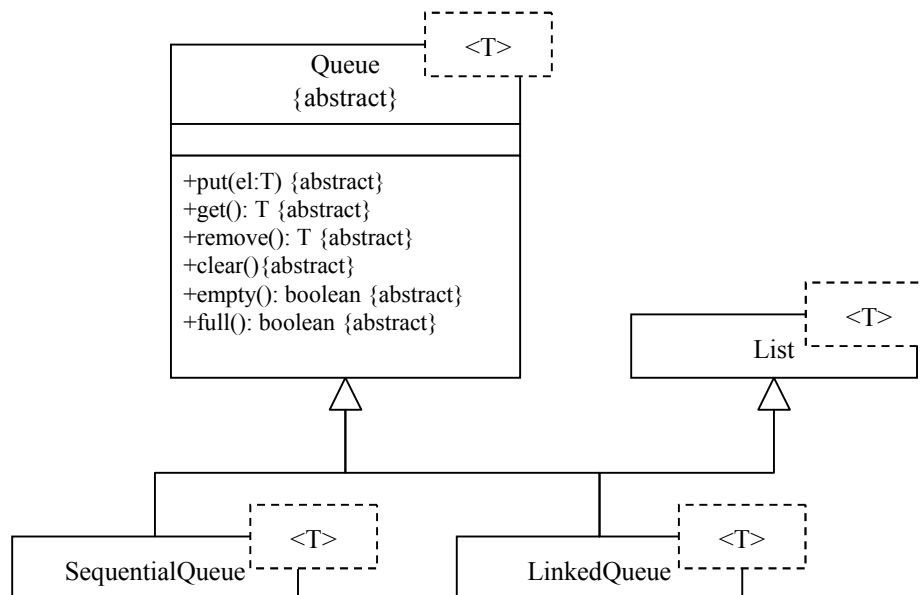 <T>
Queue
{abstract}
+put(el:T) {abstract}
+get(): T {abstract}
+remove(): T {abstract}
+clear(){abstract}
+empty(): boolean {abstract}
+full(): boolean {abstract}
<T>
List
<T>
SequentialQueue
<T>
LinkedQueue